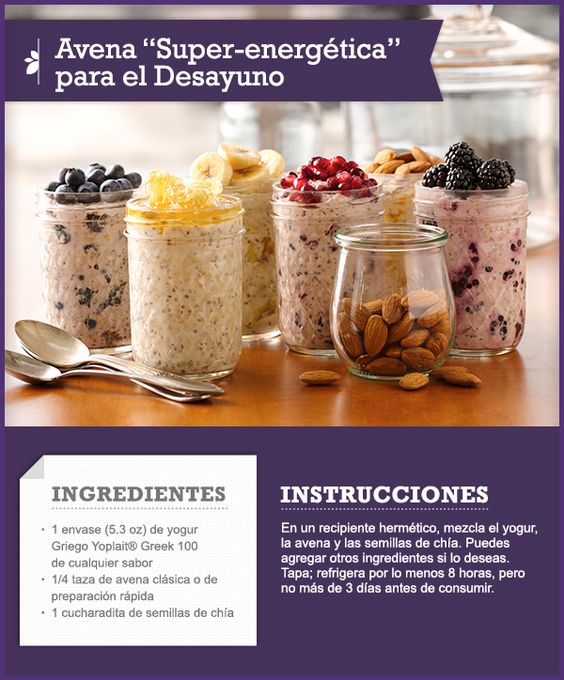 Avena “Super-energética”
para el Desayuno
INGREDIENTES
• 1 envase (5.3 oz) de yogur
Griego Yoplait® Greek 100
de cualquier sabor
• 1/4 taza de avena clásica o de
preparación rápida
• 1 cucharadita de semillas de chía
INSTRUCCIONES
En un recipiente hermético, mezcla el yogur,
la avena y las semillas de chía. Puedes
agregar otros ingredientes si lo deseas.
Tapa; refrigera por lo menos 8 horas, pero
no más de 3 días antes de consumir.